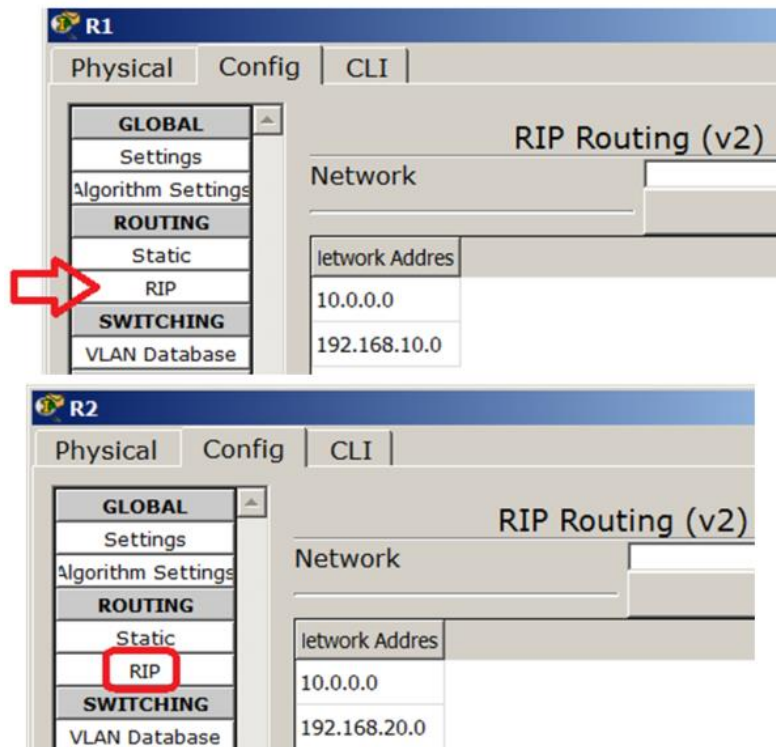 R1
Physical Config CLI
GLOBAL
Settings
Algorithm Settings
ROUTING
Static
RIP
SWITCHING
VLAN Database
RIP Routing (v2)
Network
letwork Addres
10.0.0.0
192.168.10.0
R2
Physical Config CLI
GLOBAL
Settings
Algorithm Settings
ROUTING
Static
RIP
SWITCHING
VLAN Database
RIP Routing (v2)
Network
letwork Addres
10.0.0.0
192.168.20.0